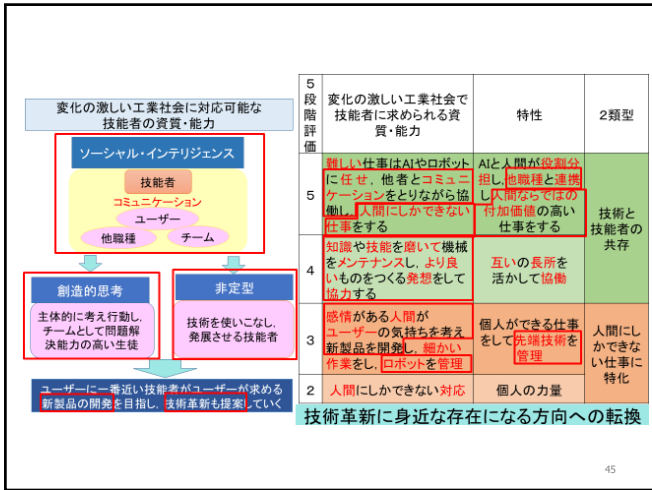 変化の激しい工業社会に対応可能な
技能者の資質・能力
ソーシャル・インテリジェンス
技能者
コミュニケーション
ユーザー
他職種
チーム
創造的思考
主体的に考え行動し,
チームとして問題解
決能力の高い生徒
非定型
技術を使いこなし,
発展させる技能者
ユーザーに一番近い技能者がユーザーが求める
新製品の開発を目指し,技術革新も提案していく
5
段
階
評
価
変化の激しい工業社会で
技能者に求められる資
質・能力
特性
2類型
5
難しい仕事はAIやロボット
に任せ,他者とコミュニ
ケーションをとりながら協
働し,人間にしかできない
仕事をする
AIと人間が役割分
担し,他職種と連携
し人間ならではの
付加価値の高い
仕事をする
技術と
技能者の
共存
4
知識や技能を磨いて機械
をメンテナンスし,より良
いものをつくる発想をして
協力する
互いの長所を
活かして協働
3
感情がある人間が
ユーザーの気持ちを考え
新製品を開発し,細かい
作業をし,ロボットを管理
個人ができる仕事
をして先端技術を
管理
人間にし
かできな
い仕事に
特化
2
人間にしかできない対応
個人の力量
技術革新に身近な存在になる方向への転換
45